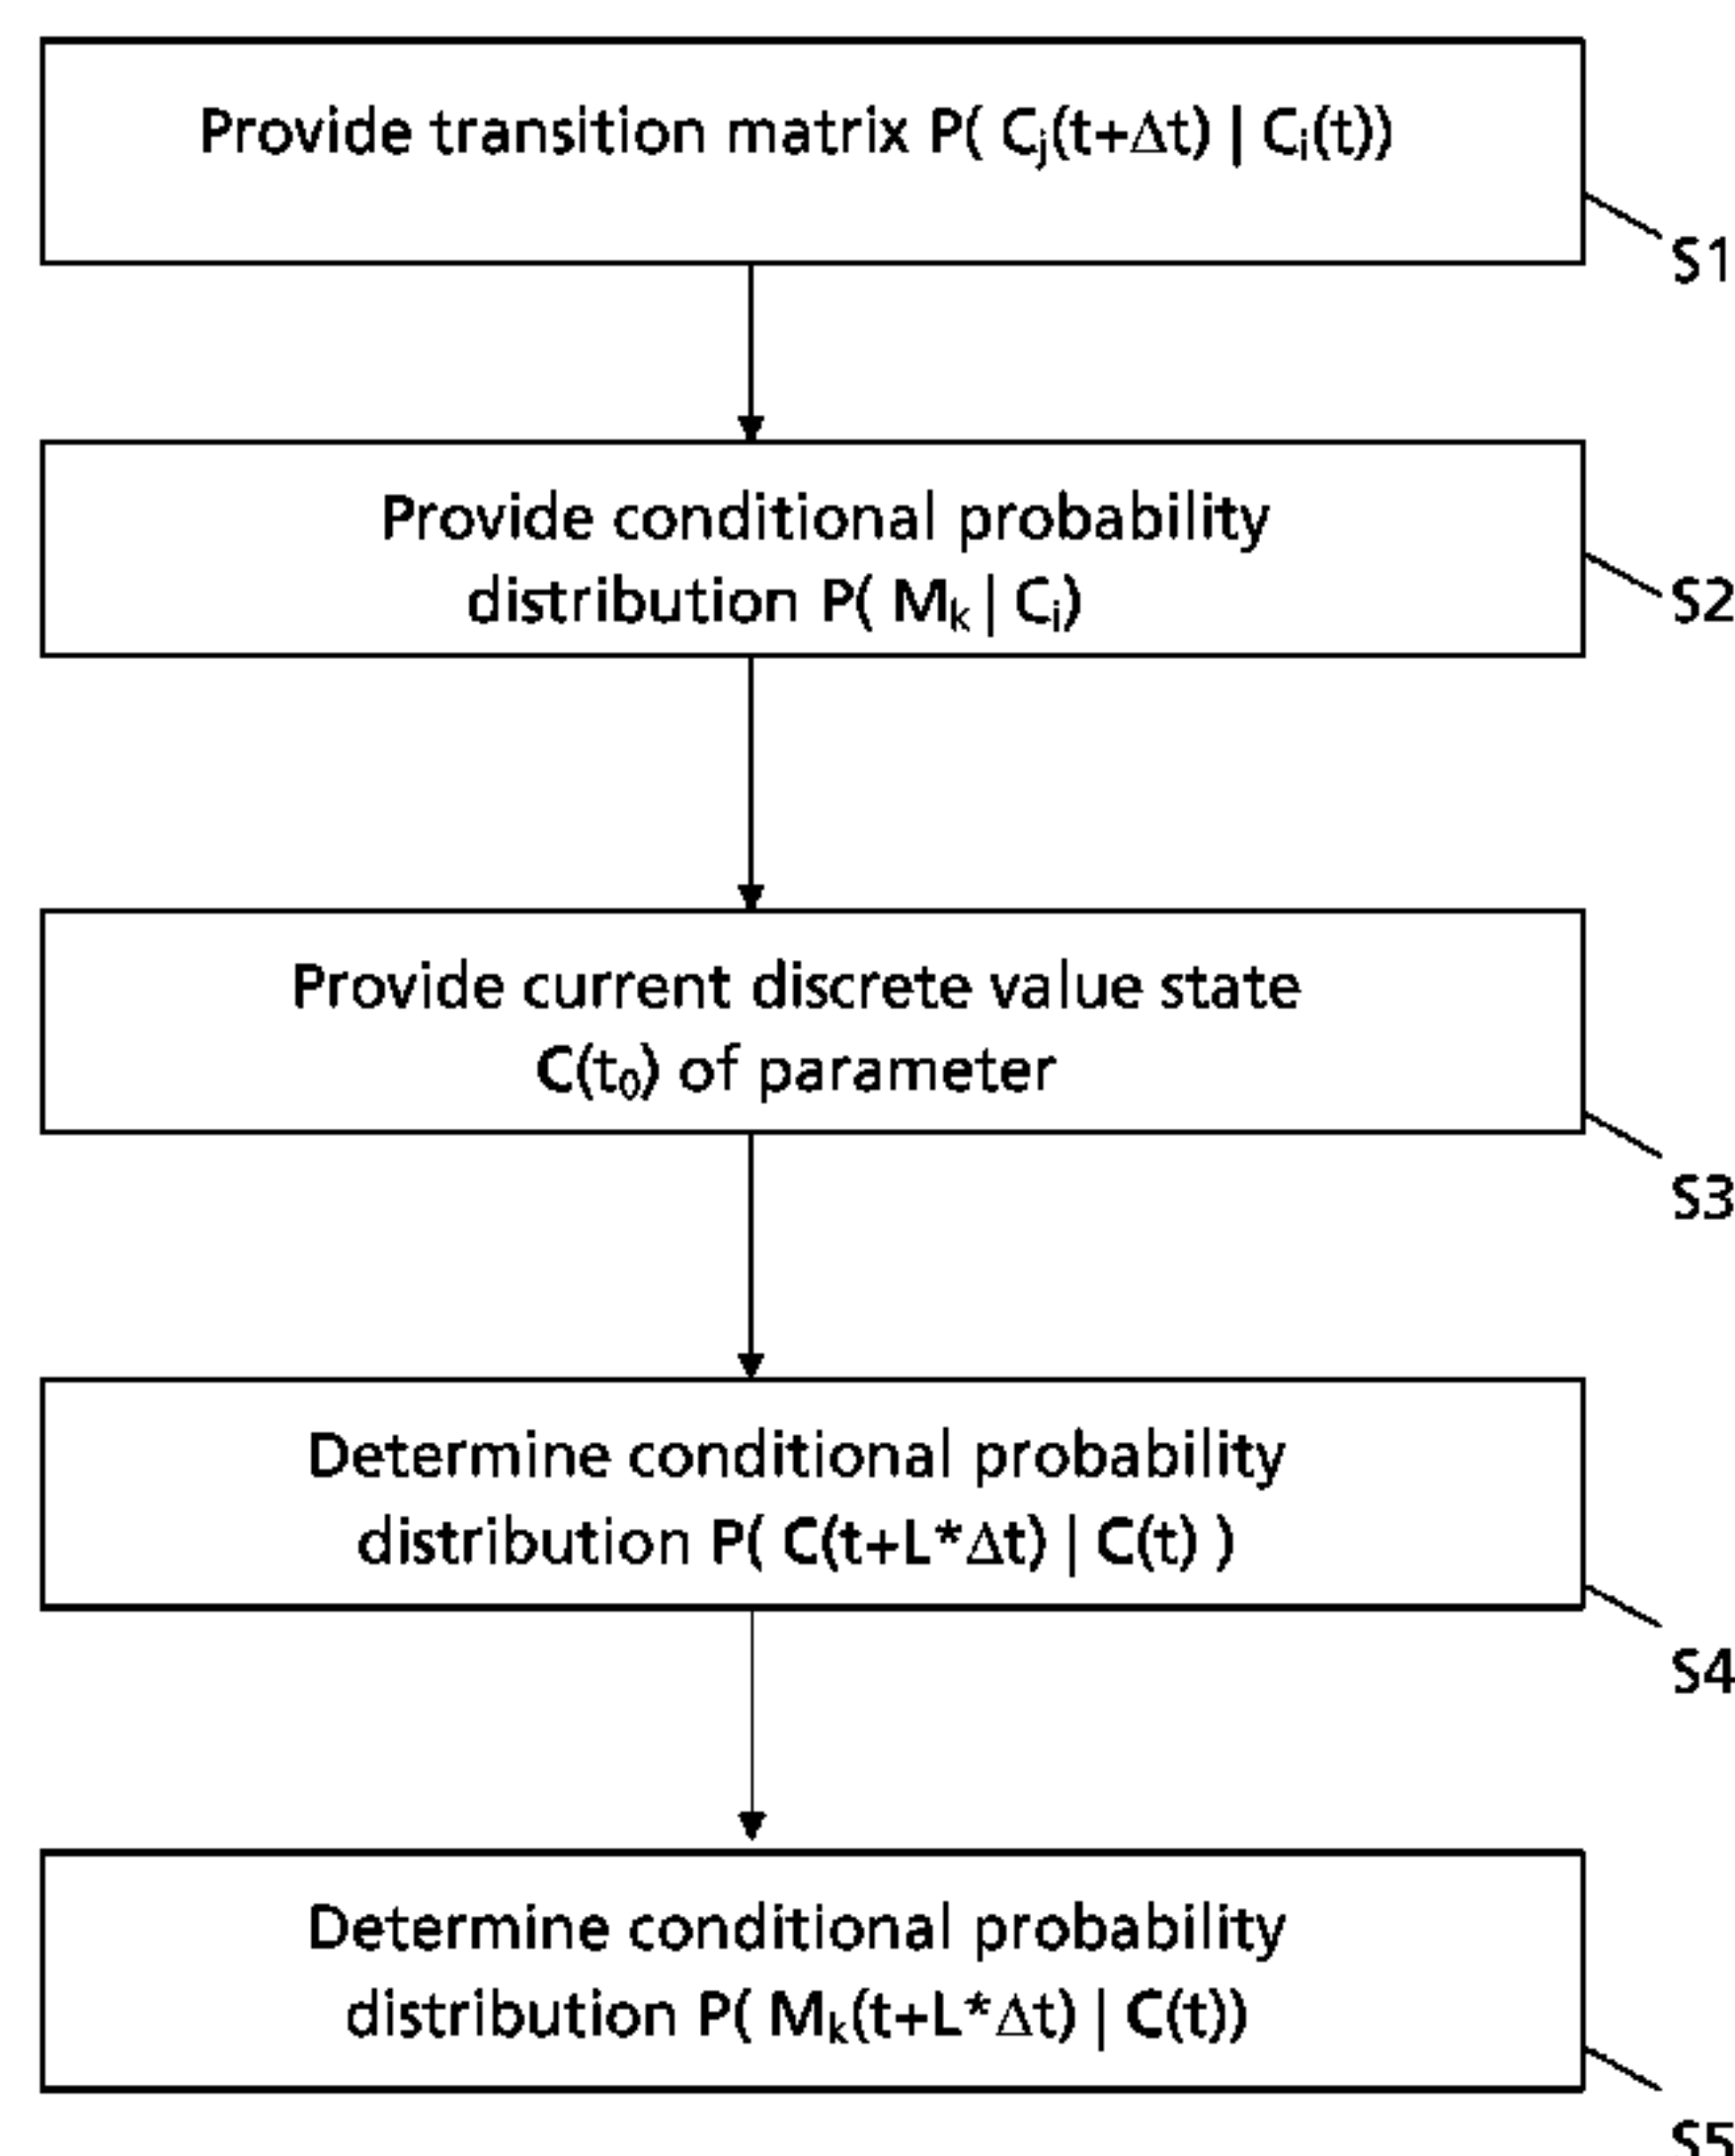 Provide transition matrix P( Cj(t+Δt) | Ci(t))
S1
Provide conditional probability
distribution P( Mk | Ci)
S2
Provide current discrete value state
C(t0) of parameter
S3
Determine conditional probability
distribution P( C(t+L*Δt) | C(t) )
S4
Determine conditional probability
distribution P( Mk(t+L*Δt) | C(t))
S5